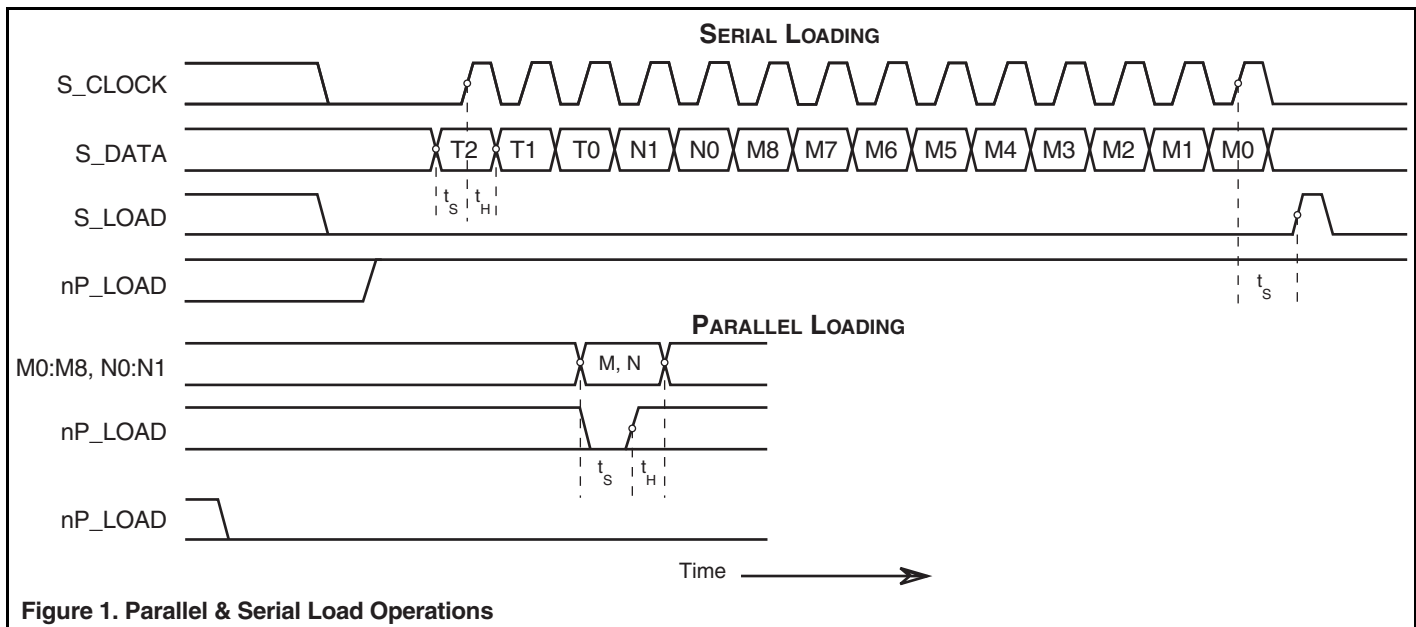 SERIAL LOADING
S_CLOCK
S_DATA T2 T1 T0 N1 N0 M8 M7 M6 M5 M4 M3 M2 M1 M0
tS tH
S_LOAD
nP_LOAD
tS
PARALLEL LOADING
M0:M8, N0:N1 M, N
nP_LOAD
tS tH
nP_LOAD
Time
Figure 1. Parallel & Serial Load Operations